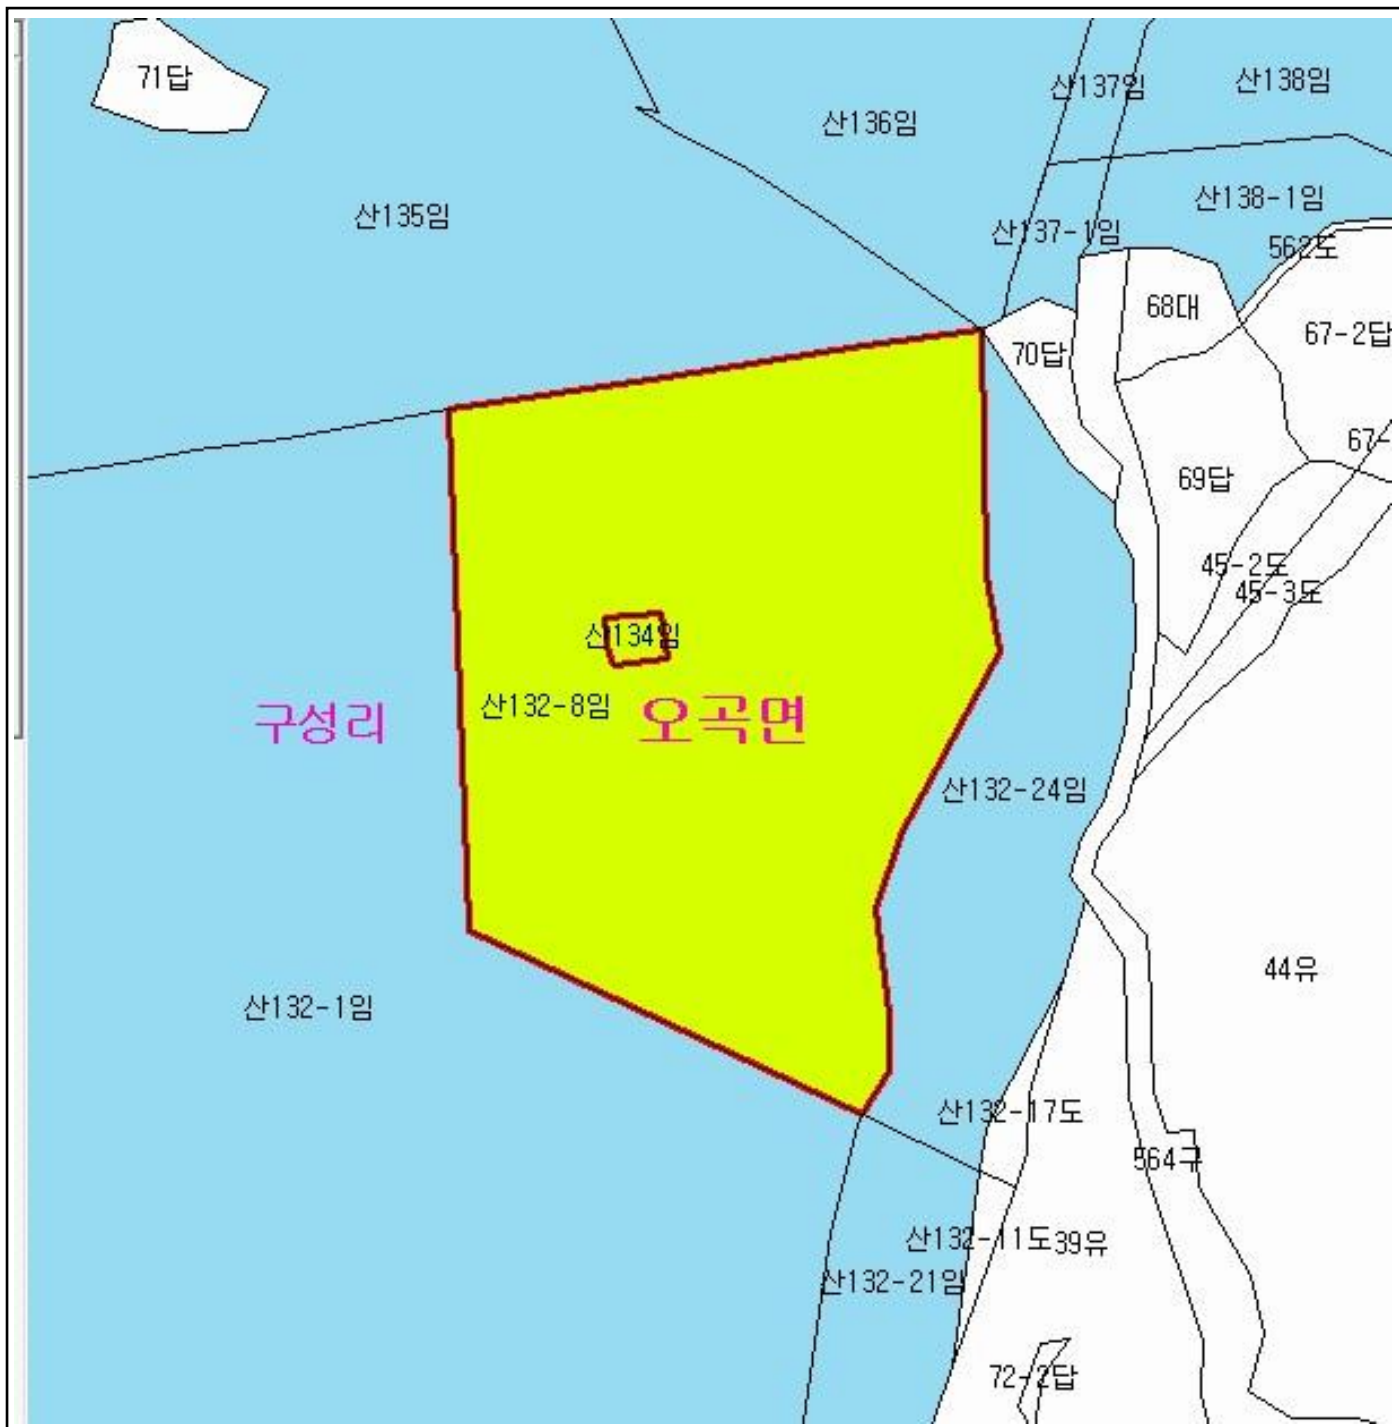 71답
산137임
산138임
산136임
산138-1임
산135임
산137-1임
562도
68대
67-2답
70답
67-
69답
45-2도
45-3도
산134임
산132-8임
구성리
오곡면
산132-24임
44유
산132-1임
산132-17도
564구
산132-11도
39유
산132-21임
72-2답